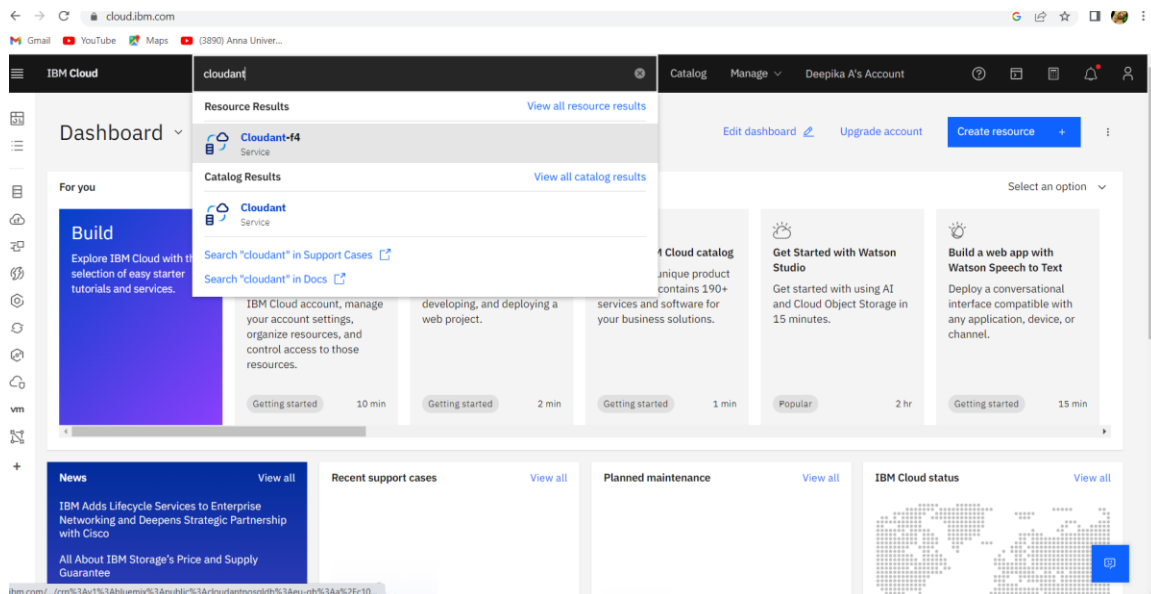 cloud.ibm.com
Gmail YouTube Maps (3890) Anna Univer...
IBM Cloud
cloudant
Catalog Manage Deepika A's Account
Resource Results View all resource results
Cloudant-f4
Service
Catalog Results View all catalog results
Cloudant
Service
Search "cloudant" in Support Cases
Search "cloudant" in Docs
Dashboard
Edit dashboard Upgrade account Create resource +
For you
Select an option
Build
Explore IBM Cloud with
selection of easy starter
tutorials and services.
IBM Cloud account, manage
your account settings,
organize resources, and
control access to those
resources.
Getting started 10 min
developing, and deploying a
web project.
Getting started 2 min
Cloud catalog
unique product
contains 190+
services and software for
your business solutions.
Getting started 1 min
Get Started with Watson
Studio
Get started with using AI
and Cloud Object Storage in
15 minutes.
Popular 2 hr
Build a web app with
Watson Speech to Text
Deploy a conversational
interface compatible with
any application, device, or
channel.
Getting started 15 min
vm
News View all
IBM Adds Lifecycle Services to Enterprise
Networking and Deepens Strategic Partnership
with Cisco
All About IBM Storage's Price and Supply
Guarantee
Recent support cases View all
Planned maintenance View all
IBM Cloud status View all